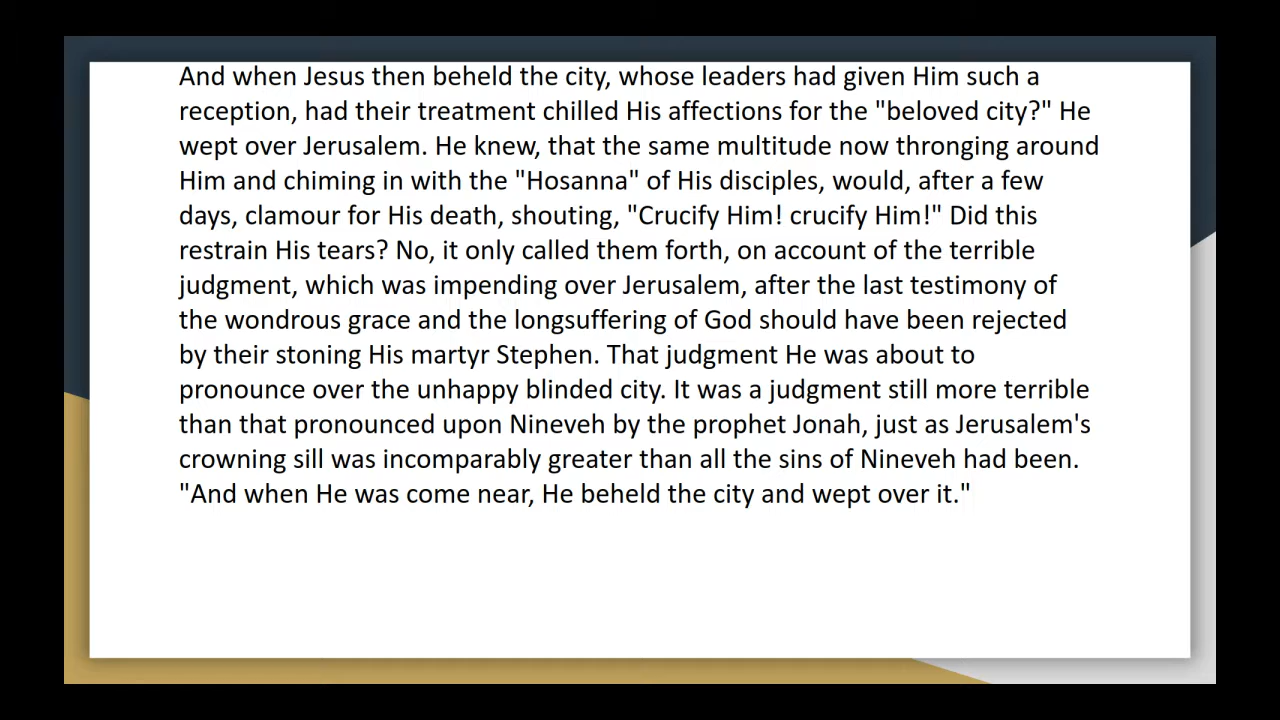 And when Jesus then beheld the city, whose leaders had given Him such a
reception, had their treatment chilled His affections for the "beloved city?" He
wept over Jerusalem. He knew, that the same multitude now thronging around
Him and chiming in with the "Hosanna" of His disciples, would, after a few
days, clamour for His death, shouting, "Crucify Him! crucify Him!" Did this
restrain His tears? No, it only called them forth, on account of the terrible
judgment, which was impending over Jerusalem, after the last testimony of
the wondrous grace and the longsuffering of God should have been rejected
by their stoning His martyr Stephen. That judgment He was about to
pronounce over the unhappy blinded city. It was a judgment still more terrible
than that pronounced upon Nineveh by the prophet Jonah, just as Jerusalem's
crowning sill was incomparably greater than all the sins of Nineveh had been.
"And when He was come near, He beheld the city and wept over it."